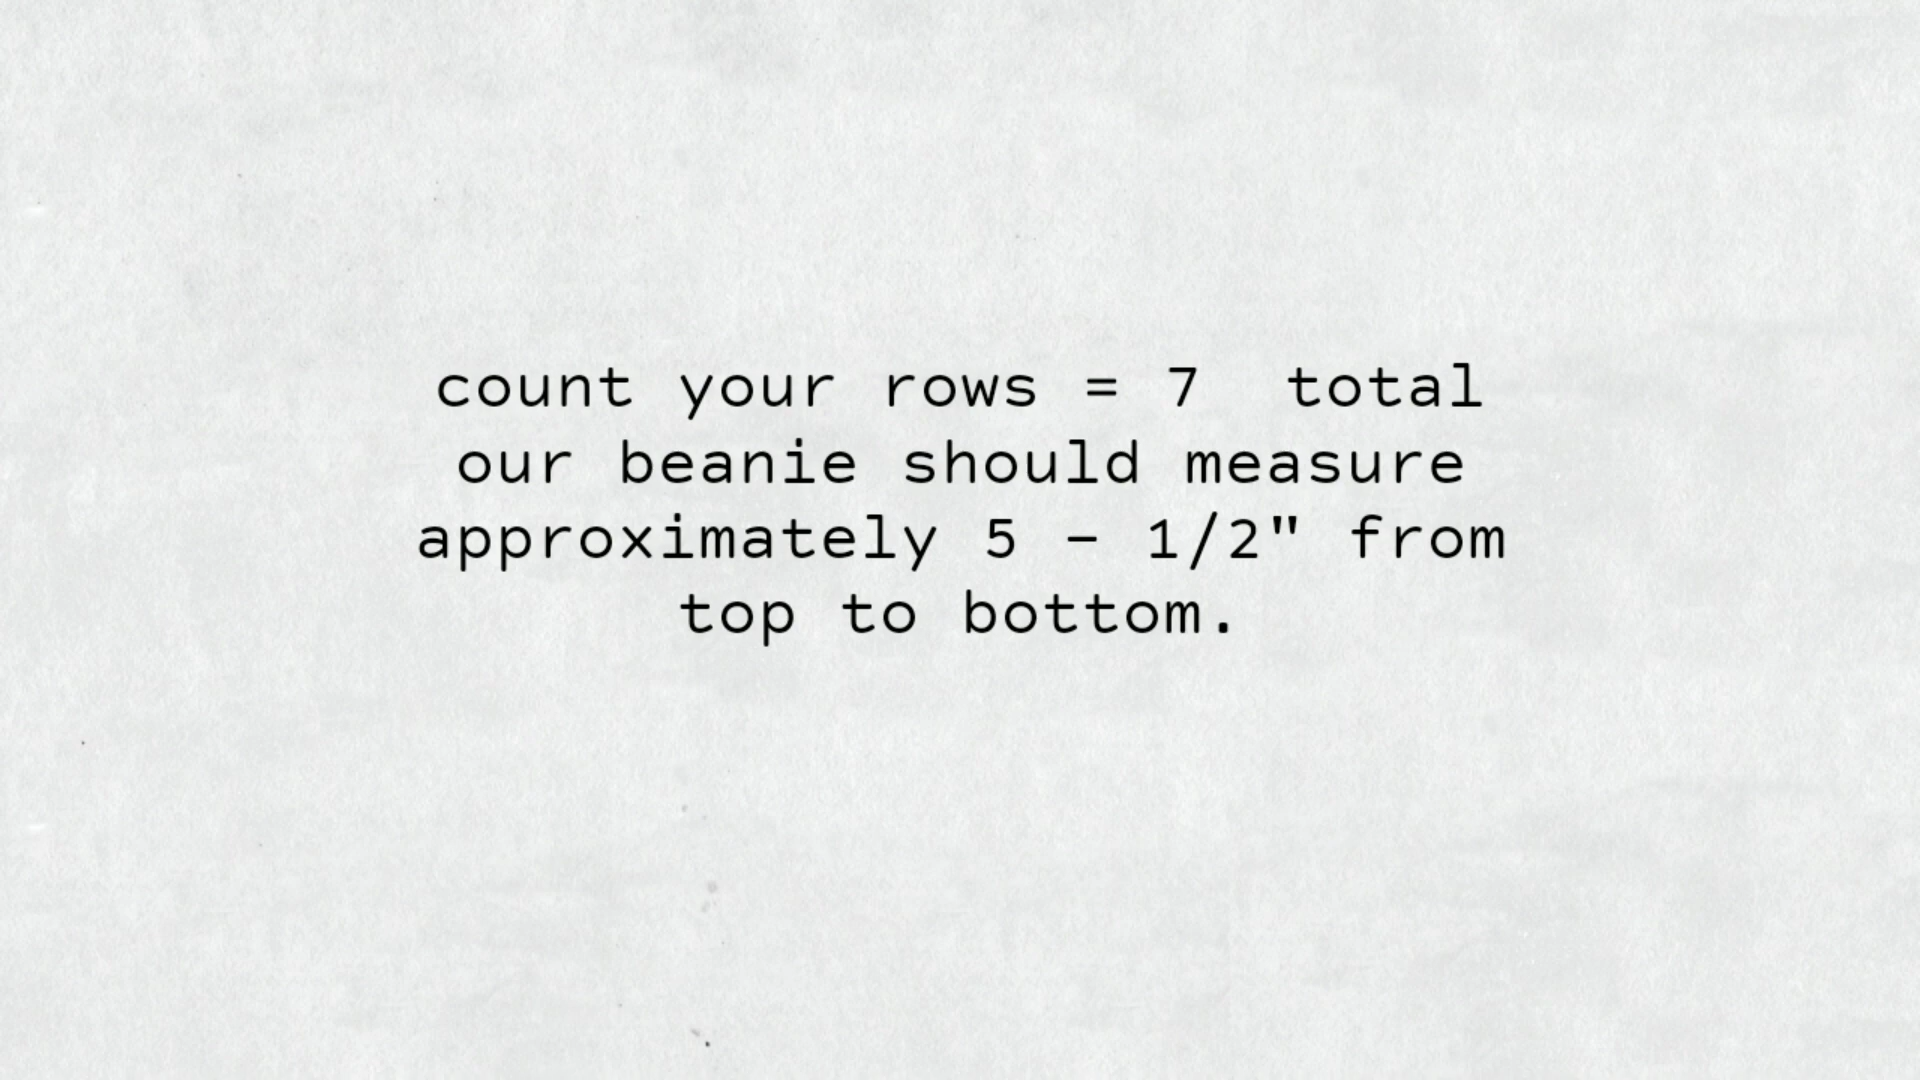 count your rows = 7  total
our beanie should measure
approximately 5 - 1/2" from
top to bottom.